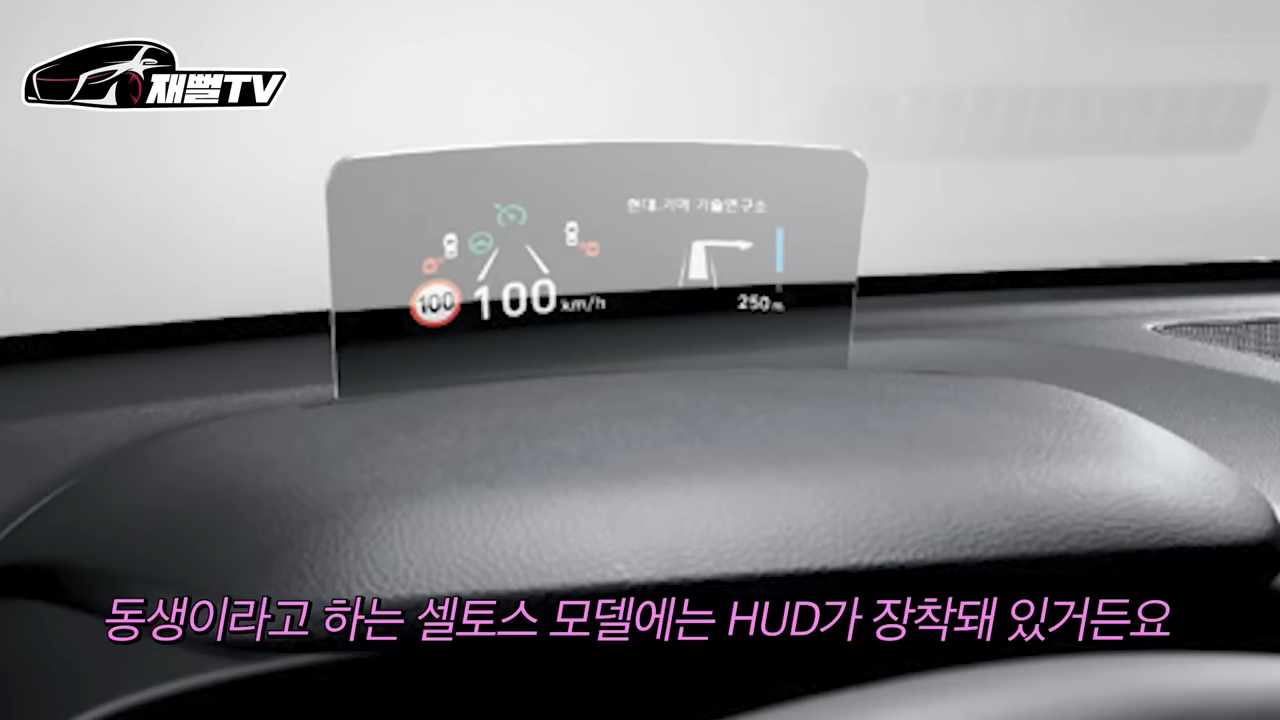 재뻘TV
현대.기아 기술연구소
100
100 km/h
250 m
동생이라고 하는 셀토스 모델에는 HUD가 장착돼 있거든요